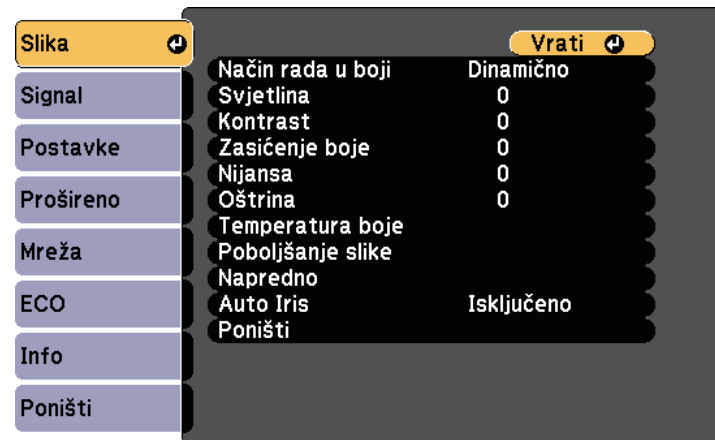 Slika
Signal
Postavke
Prošireno
Mreža
ECO
Info
Poništi
Vrati
Način rada u boji Dinamično
Svjetlina 0
Kontrast 0
Zasićenje boje 0
Nijansa 0
Oštrina 0
Temperatura boje
Poboljšanje slike
Napredno
Auto Iris Isključeno
Poništi